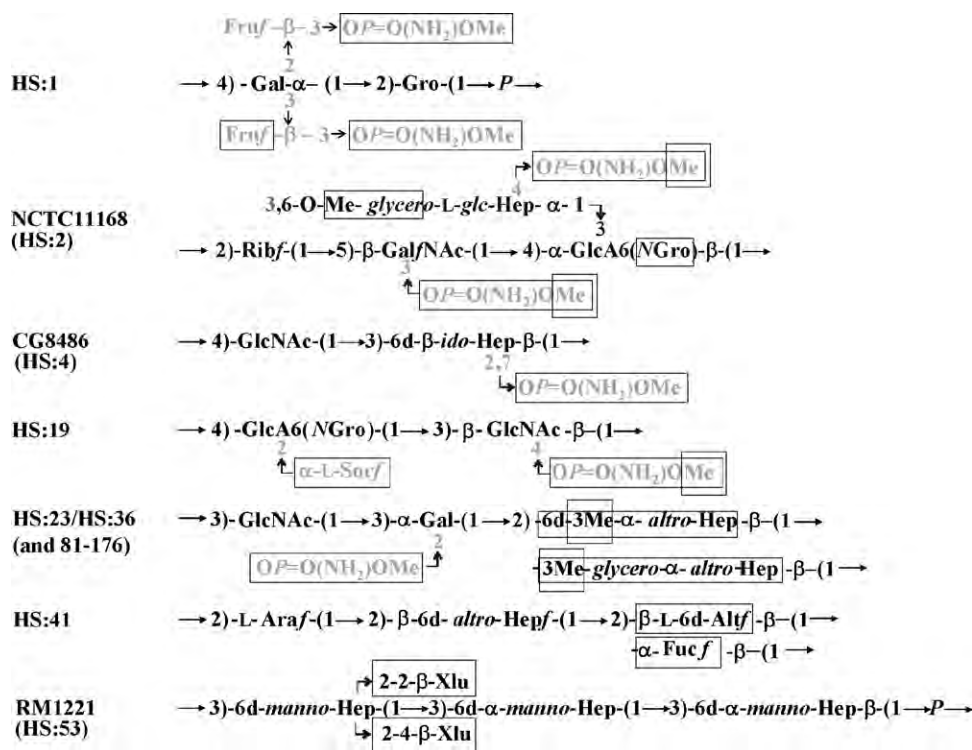 Fruf–β–3→OP=O(NH₂)OMe
2
HS:1 →4)-Gal-α–(1→2)-Gro-(1→P→
3
Fruf–β–3→OP=O(NH₂)OMe
OP=O(NH₂)OMe
4
3,6-O-Me-glycero-L-glc-Hep-α-1
NCTC11168 3
(HS:2) →2)-Ribf-(1→5)-β-GalfNAc-(1→4)-α-GlcA6(NGro)-β-(1→
3
OP=O(NH₂)OMe
CG8486 →4)-GlcNAc-(1→3)-6d-β-ido-Hep-β-(1→
(HS:4) 2,7
OP=O(NH₂)OMe
HS:19 →4)-GlcA6(NGro)-(1→3)-β-GlcNAc-β–(1→
2 4
α-L-Sorf OP=O(NH₂)OMe
HS:23/HS:36 →3)-GlcNAc-(1→3)-α-Gal-(1→2)-6d-3Me-α-altro-Hep-β–(1→
(and 81-176) 2
OP=O(NH₂)OMe 3Me-glycero-α-altro-Hep-β–(1→
HS:41 →2)-L-Araf-(1→2)-β-6d-altro-Hepf-(1→2)-β-L-6d-Altf-β–(1→
-α-Fucf-β–(1→
2-2-β-Xlu
RM1221 →3)-6d-manno-Hep-(1→3)-6d-α-manno-Hep-(1→3)-6d-α-manno-Hep-β-(1→P→
(HS:53) 2-4-β-Xlu